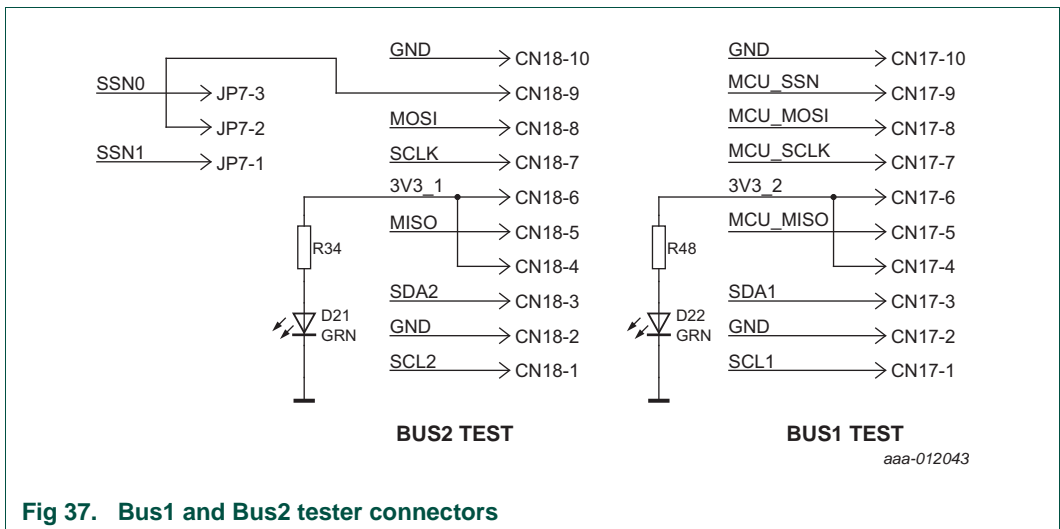 GND
CN18-10
SSN0
JP7-3
CN18-9
JP7-2
MOSI
CN18-8
SSN1
JP7-1
SCLK
CN18-7
3V3_1
CN18-6
MISO
CN18-5
R34
CN18-4
SDA2
CN18-3
D21
GRN
GND
CN18-2
SCL2
CN18-1
BUS2 TEST
GND
CN17-10
MCU_SSN
CN17-9
MCU_MOSI
CN17-8
MCU_SCLK
CN17-7
3V3_2
CN17-6
MCU_MISO
CN17-5
R48
CN17-4
SDA1
CN17-3
D22
GRN
GND
CN17-2
SCL1
CN17-1
BUS1 TEST
aaa-012043
Fig 37. Bus1 and Bus2 tester connectors